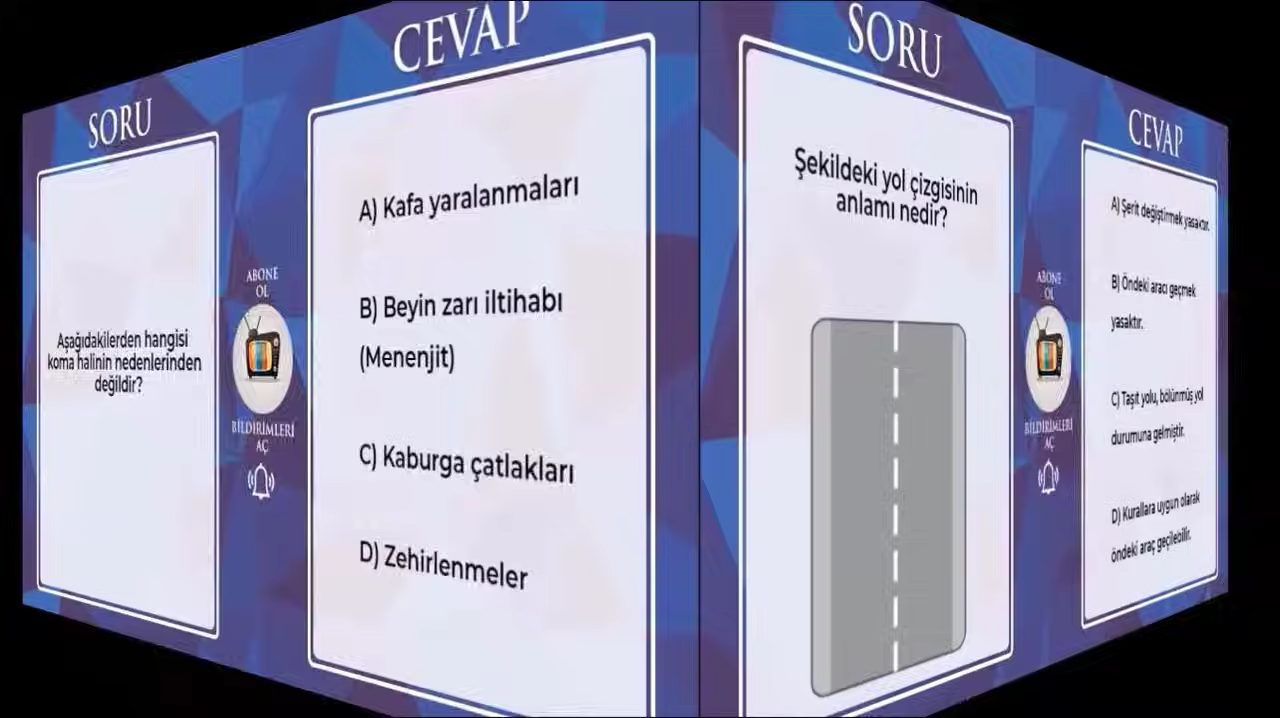 SORU
Aşağıdakilerden hangisi
koma halinin nedenlerinden
değildir?
ABONE
OL
BİLDİRİMLERİ
AÇ
CEVAP
A) Kafa yaralanmaları
B) Beyin zarı iltihabı
(Menenjit)
C) Kaburga çatlakları
D) Zehirlenmeler
SORU
Şekildeki yol çizgisinin
anlamı nedir?
ABONE
OL
BİLDİRİMLERİ
AÇ
CEVAP
A) Şerit değiştirmek yasaktır.
B) Öndeki aracı geçmek
yasaktır.
C) Taşıt yolu, bölünmüş yol
durumuna gelmiştir.
D) Kurallara uygun olarak
öndeki araç geçilebilir.